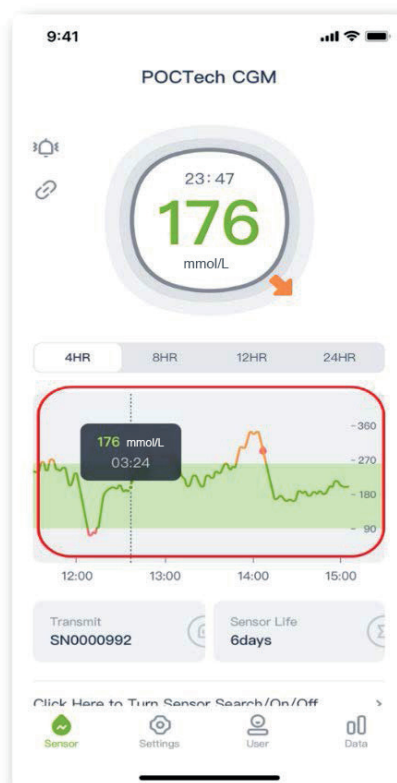 9:41
POCTech CGM
23:47
176
mmol/L
4HR 8HR 12HR 24HR
176 mmol/L
03:24
-360
-270
-180
- 90
12:00 13:00 14:00 15:00
Transmit
SN0000992
Sensor Life
6days
Click Here to Turn Sensor Search/On/Off >
Sensor Settings User Data